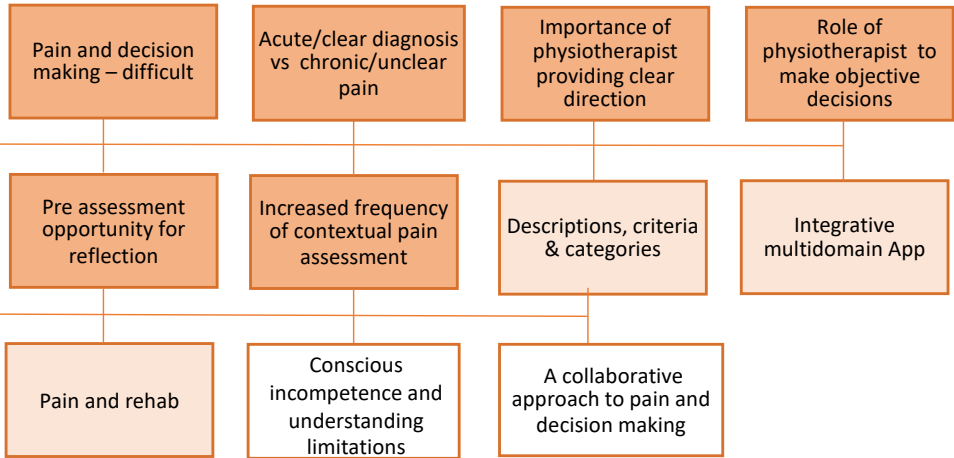 Pain and decision
making – difficult
Acute/clear diagnosis
vs chronic/unclear
pain
Importance of
physiotherapist
providing clear
direction
Role of
physiotherapist to
make objective
decisions
Pre assessment
opportunity for
reflection
Increased frequency
of contextual pain
assessment
Descriptions, criteria
& categories
Integrative
multidomain App
Pain and rehab
Conscious
incompetence and
understanding
limitations
A collaborative
approach to pain and
decision making